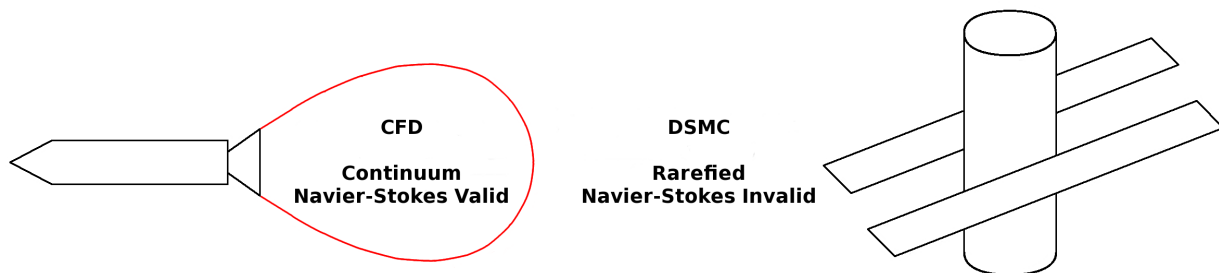 CFD
Continuum
Navier-Stokes Valid
DSMC
Rarefied
Navier-Stokes Invalid